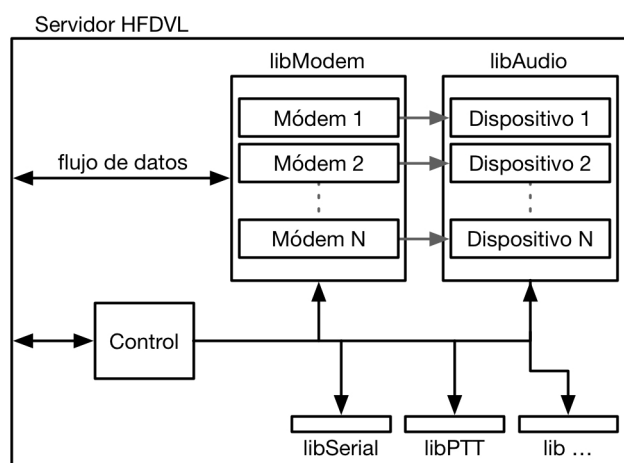 Servidor HFDVL
libModem
libAudio
Módem 1
Dispositivo 1
flujo de datos
Módem 2
Dispositivo 2
Módem N
Dispositivo N
Control
libSerial
libPTT
lib ...